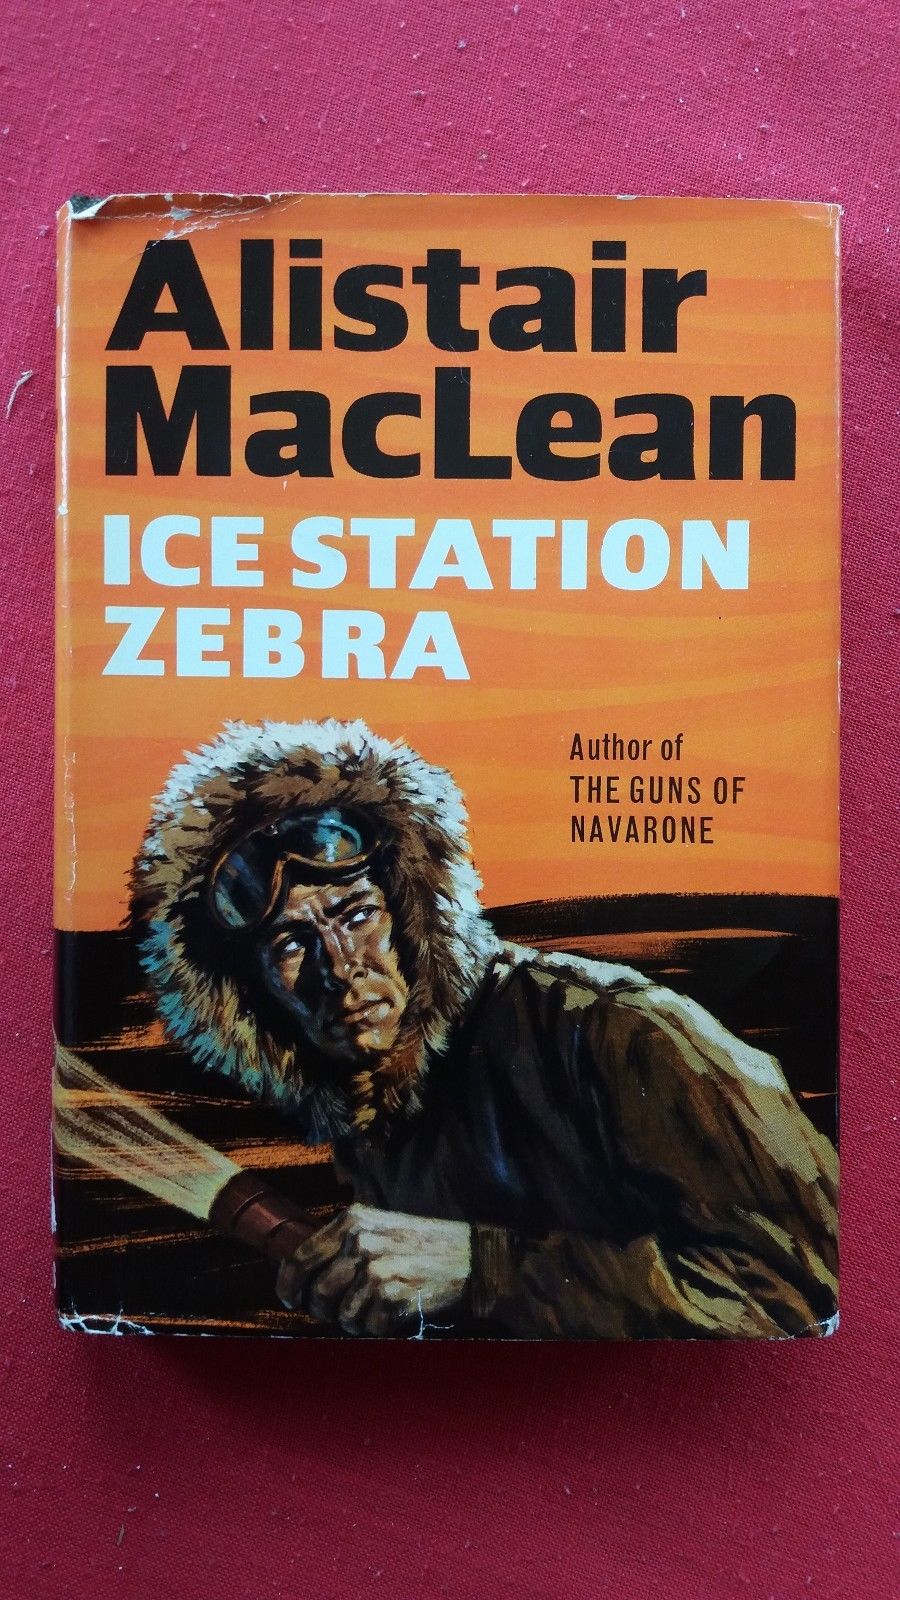 Alistair
MacLean
ICE STATION
ZEBRA
Author of
THE GUNS OF
NAVARONE